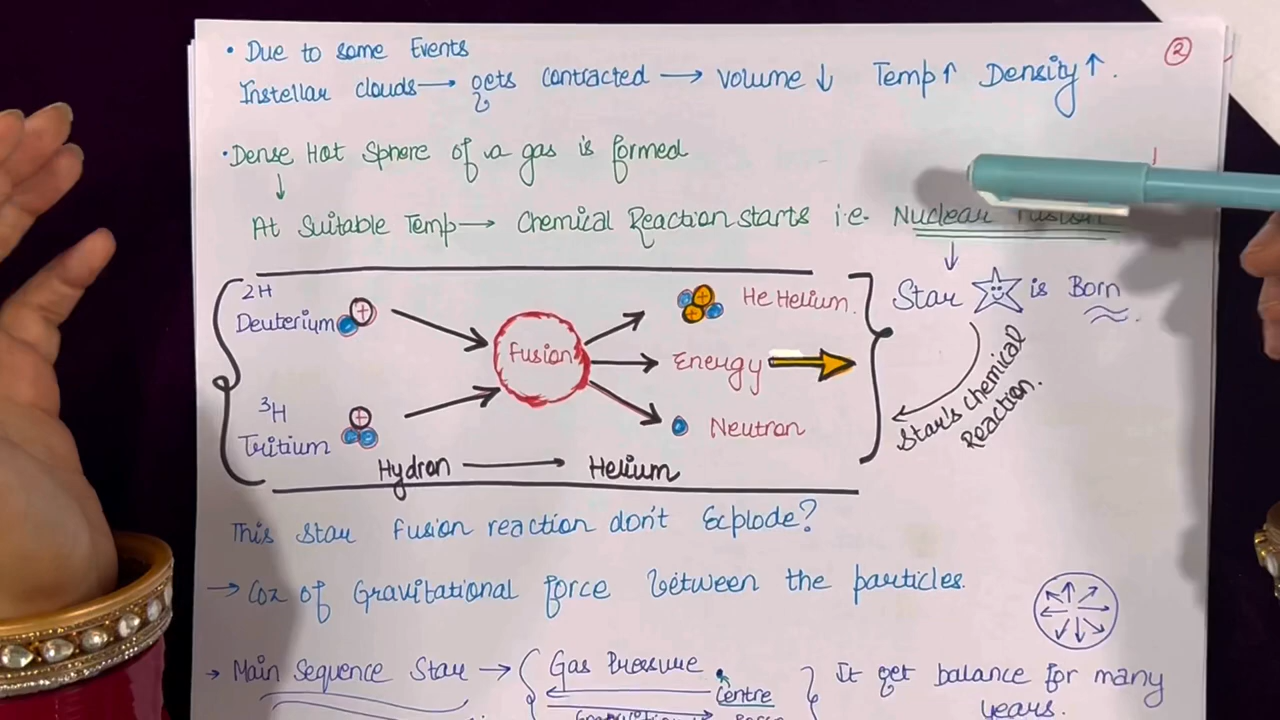 ②
• Due to some Events
Instellar clouds → gets contracted → volume ↓ Temp ↑ Density ↑.
• Dense Hot Sphere of a gas is formed
↓
At Suitable Temp → Chemical Reaction starts i.e. Nuclear Fusion
↓
Star is Born
2H
Deuterium
+
Fusion
He Helium.
Energy
3H
Tritium
+
Neutron
Hydron → Helium
Star's chemical
Reaction.
This star fusion reaction don't Ecplode?
→ Coz of Gravitational force between the particles.
→ Main Sequence Star → Gas Pressure It get balance for many
Centre
years.